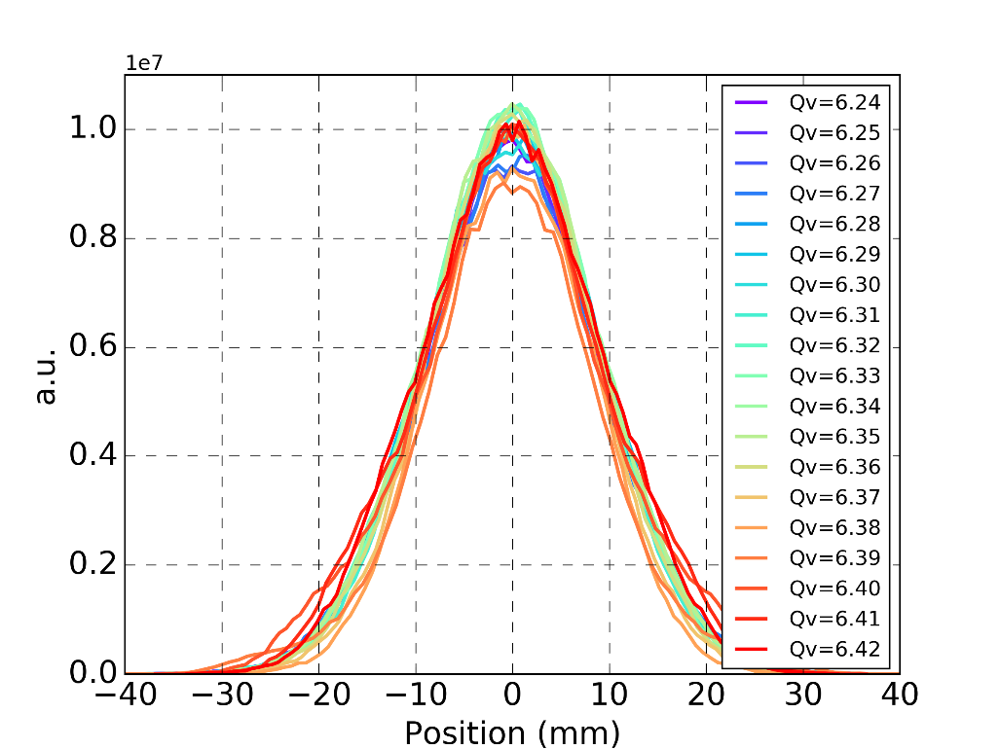 1e7
1.0
0.8
0.6
0.4
0.2
0.0
a.u.
−40 −30 −20 −10 0 10 20 30 40
Position (mm)
Qv=6.24
Qv=6.25
Qv=6.26
Qv=6.27
Qv=6.28
Qv=6.29
Qv=6.30
Qv=6.31
Qv=6.32
Qv=6.33
Qv=6.34
Qv=6.35
Qv=6.36
Qv=6.37
Qv=6.38
Qv=6.39
Qv=6.40
Qv=6.41
Qv=6.42